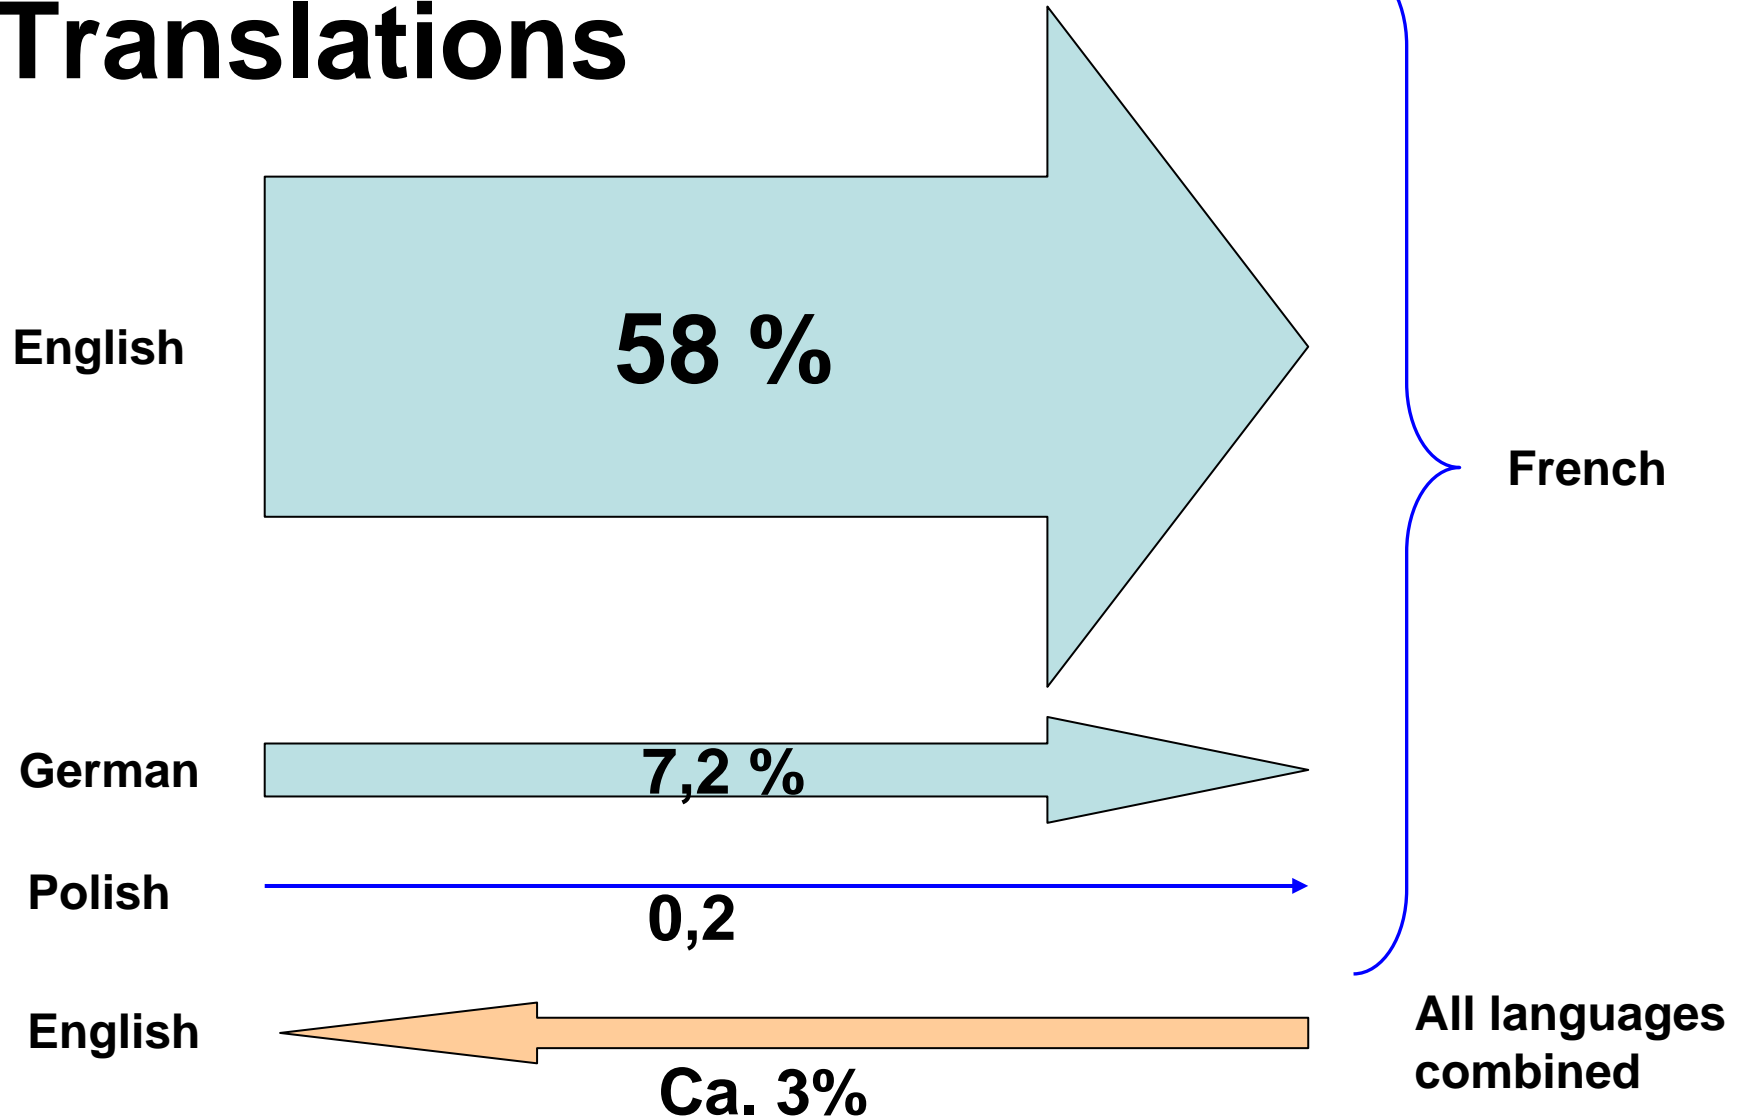 Translations
English
58 %
French
German
7,2 %
Polish
0,2
English
Ca. 3%
All languages
combined